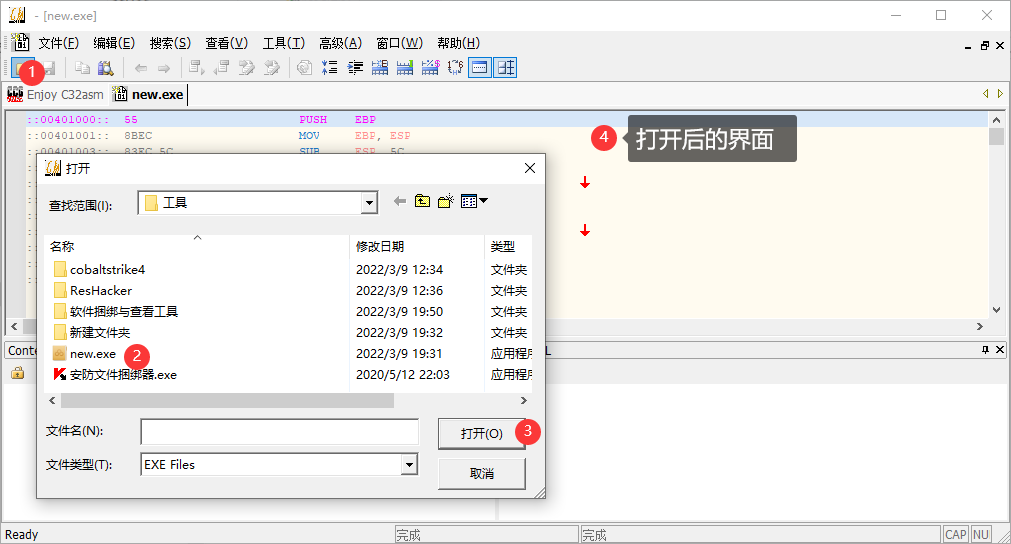 - [new.exe]
文件(F) 编辑(E) 搜索(S) 查看(V) 工具(T) 高级(A) 窗口(W) 帮助(H)
1
Enjoy C32asm new.exe
::00401000:: 55 PUSH EBP
::00401001:: 8BEC MOV EBP, ESP
::00401003:: 83EC 5C SUB ESP, 5C
4 打开后的界面
打开
查找范围(I): 工具
名称 修改日期 类型
cobaltstrike4 2022/3/9 12:34 文件夹
ResHacker 2022/3/9 12:36 文件夹
软件捆绑与查看工具 2022/3/9 19:50 文件夹
新建文件夹 2022/3/9 19:32 文件夹
new.exe 2 2022/3/9 19:31 应用程序
安防文件捆绑器.exe 2020/5/12 22:03 应用程序
文件名(N): 打开(O) 3
文件类型(T): EXE Files
取消
Ready 完成 完成 CAP NU